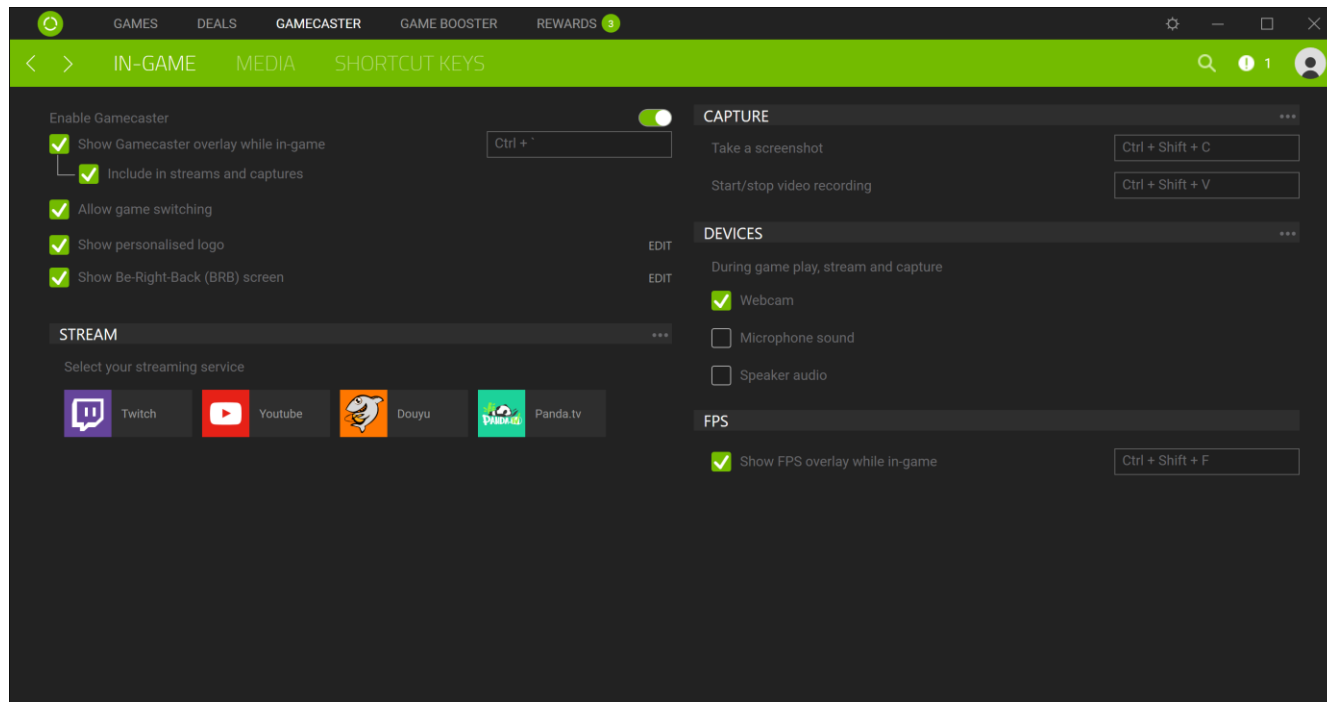 GAMES DEALS GAMECASTER GAME BOOSTER REWARDS 3
IN-GAME MEDIA SHORTCUT KEYS 1
Enable Gamecaster
Show Gamecaster overlay while in-game Ctrl + `
Include in streams and captures
Allow game switching
Show personalised logo EDIT
Show Be-Right-Back (BRB) screen EDIT
STREAM
Select your streaming service
Twitch Youtube Douyu PANDA.TV Panda.tv
CAPTURE
Take a screenshot Ctrl + Shift + C
Start/stop video recording Ctrl + Shift + V
DEVICES
During game play, stream and capture
Webcam
Microphone sound
Speaker audio
FPS
Show FPS overlay while in-game Ctrl + Shift + F